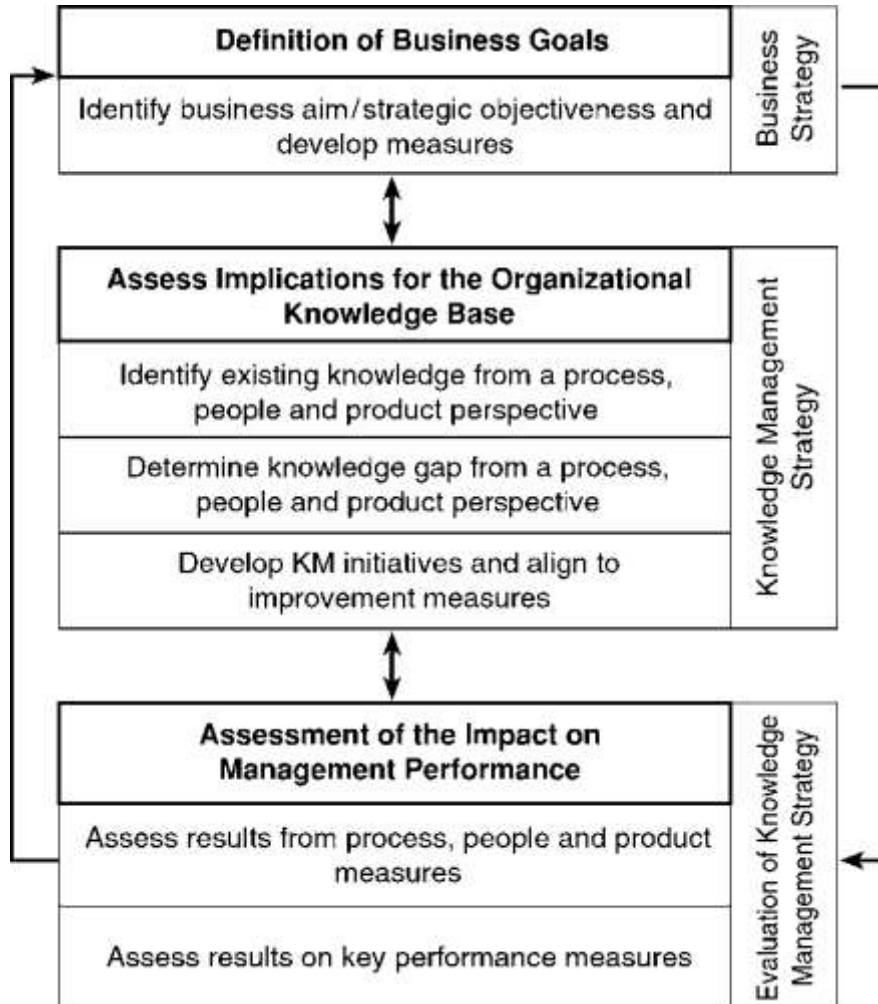 Definition of Business Goals
Identify business aim/strategic objectiveness and
develop measures
Business
Strategy
Assess Implications for the Organizational
Knowledge Base
Identify existing knowledge from a process,
people and product perspective
Determine knowledge gap from a process,
people and product perspective
Develop KM initiatives and align to
improvement measures
Knowledge Management
Strategy
Assessment of the Impact on
Management Performance
Assess results from process, people and product
measures
Assess results on key performance measures
Evaluation of Knowledge
Management Strategy